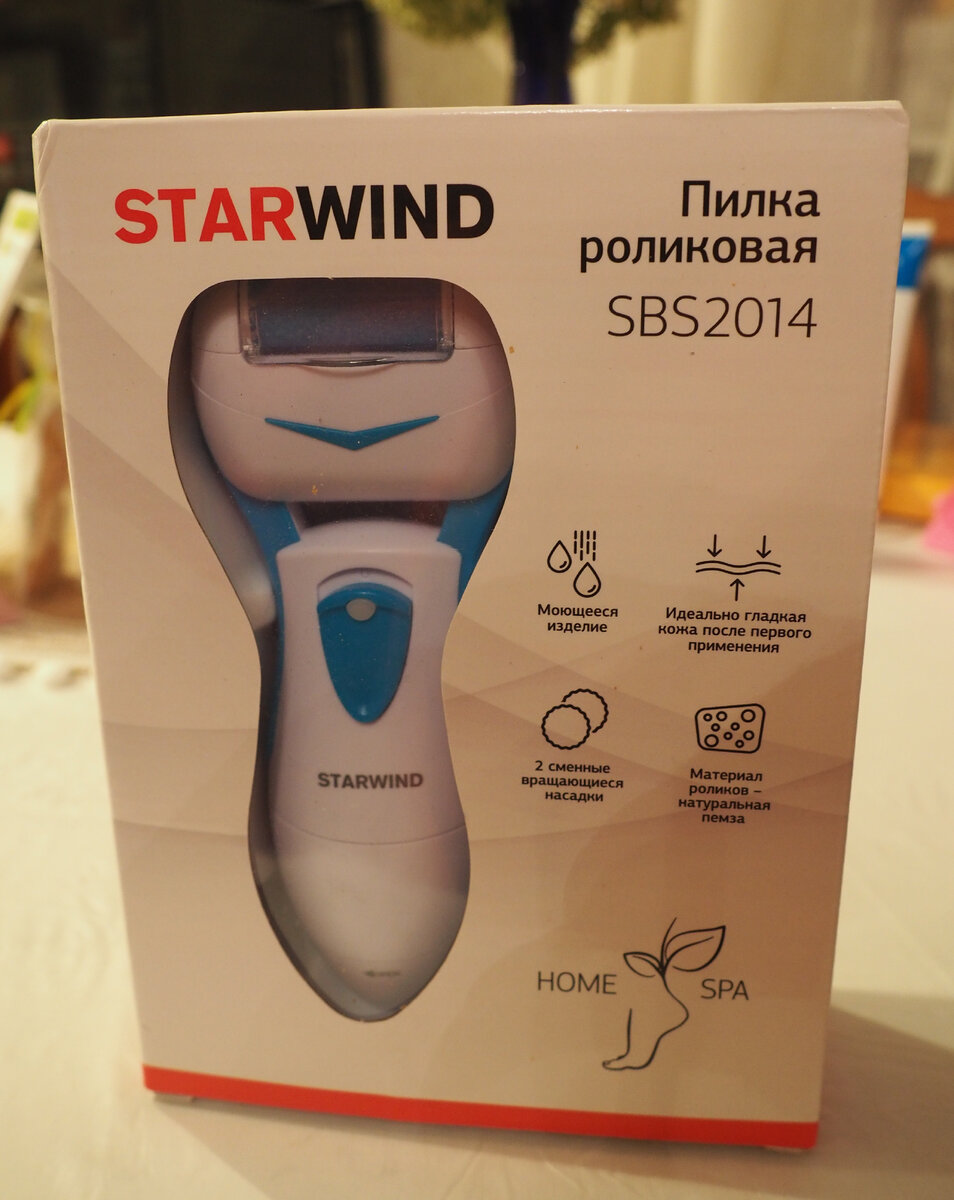 STARWIND
Пилка
роликовая
SBS2014
Моющееся
изделие
Идеально гладкая
кожа после первого
применения
2 сменные
вращающиеся
насадки
Материал
роликов –
натуральная
пемза
STARWIND
HOME SPA